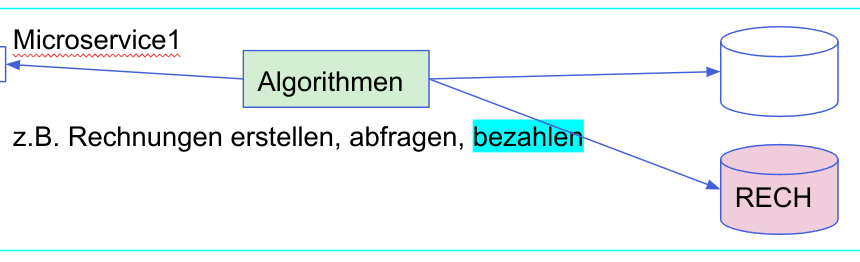 Microservice1
Algorithmen
z.B. Rechnungen erstellen, abfragen, bezahlen
RECH